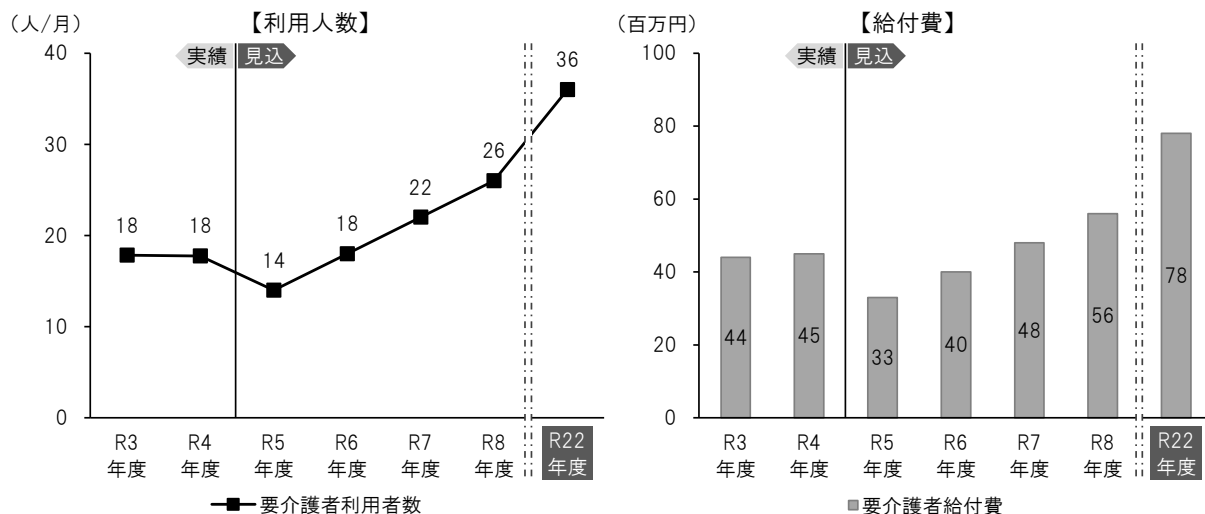 【利用人数】
（人/月）
実績 見込
40
30
20
10
0
18
18
14
18
22
26
36
R3
年度
R4
年度
R5
年度
R6
年度
R7
年度
R8
年度
R22
年度
要介護者利用者数
【給付費】
（百万円）
実績 見込
100
80
60
40
20
0
44
45
33
40
48
56
78
R3
年度
R4
年度
R5
年度
R6
年度
R7
年度
R8
年度
R22
年度
要介護者給付費